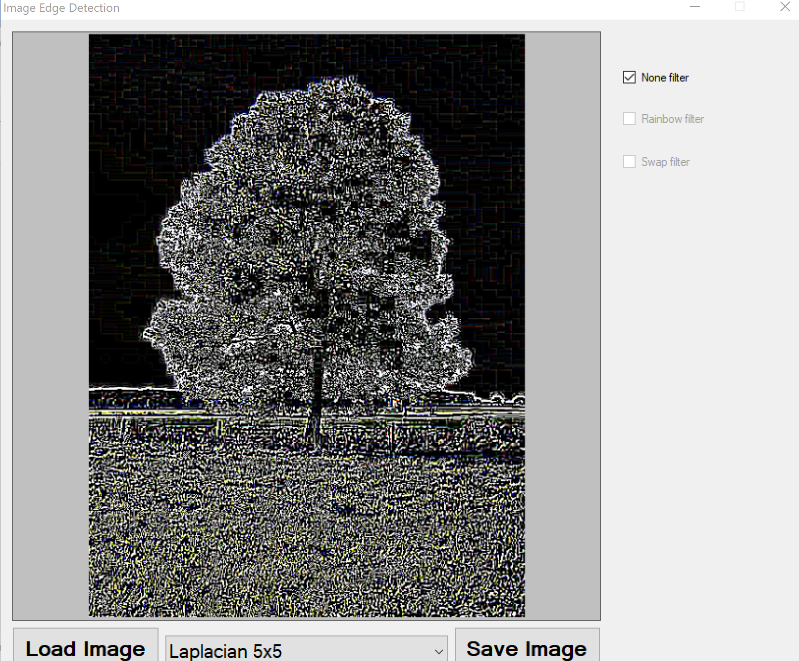 Image Edge Detection
None filter
Rainbow filter
Swap filter
Load Image
Laplacian 5x5
Save Image